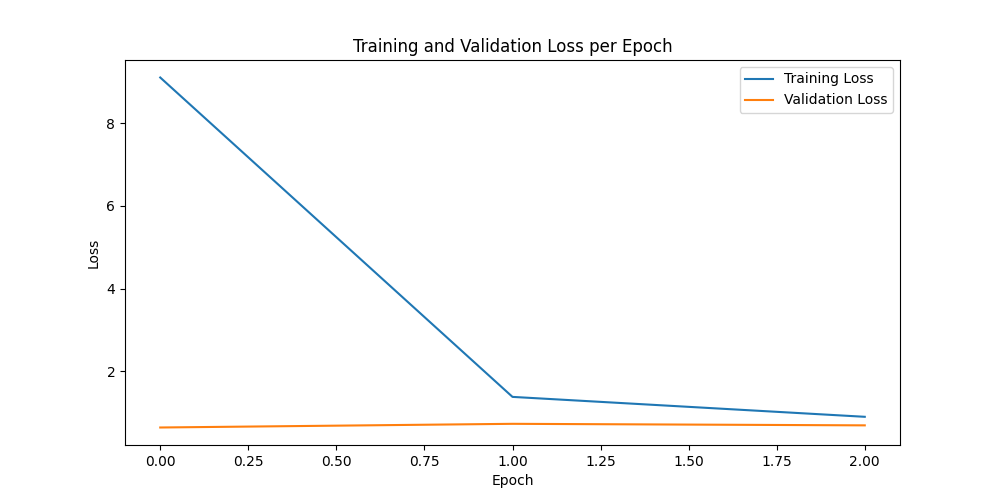 Training and Validation Loss per Epoch
Training Loss
Validation Loss
8
6
4
2
Loss
0.00 0.25 0.50 0.75 1.00 1.25 1.50 1.75 2.00
Epoch